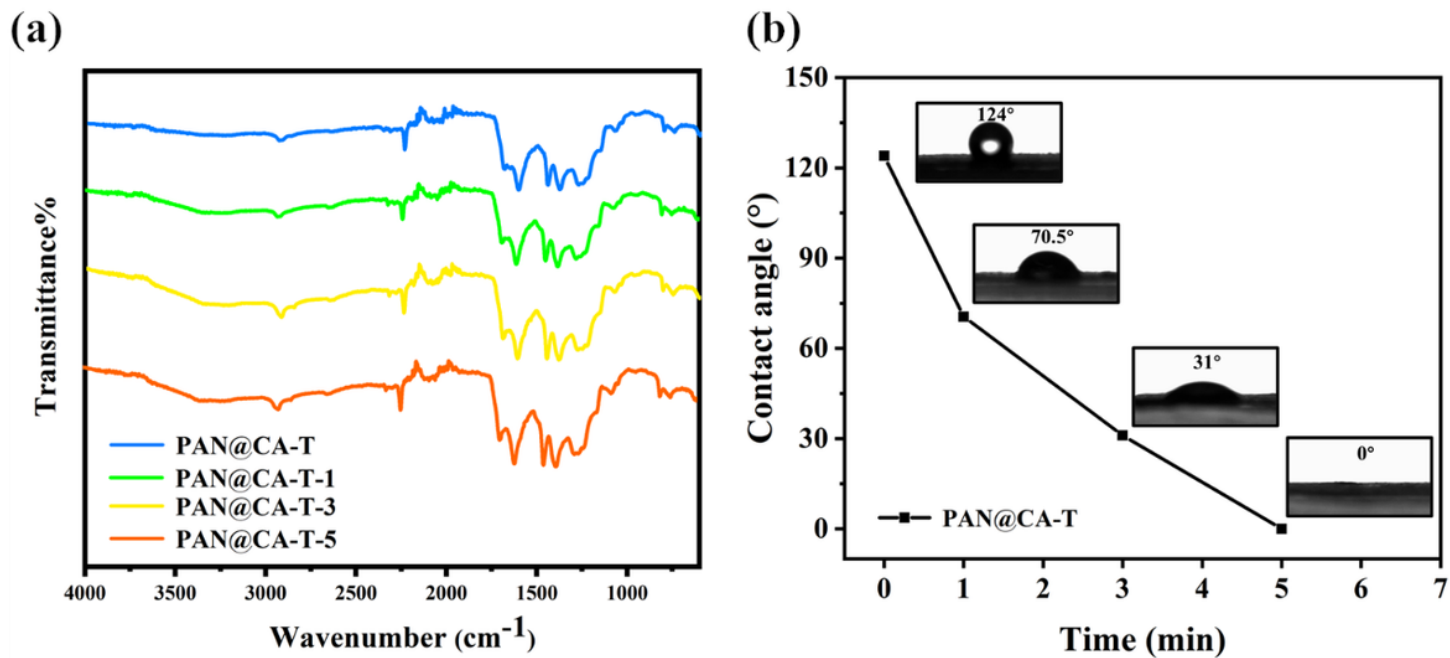 (a)
Transmittance%
PAN@CA-T
PAN@CA-T-1
PAN@CA-T-3
PAN@CA-T-5
4000 3500 3000 2500 2000 1500 1000
Wavenumber (cm-1)
(b)
Contact angle (°)
150
120
90
60
30
0
124°
70.5°
31°
0°
PAN@CA-T
0 1 2 3 4 5 6 7
Time (min)